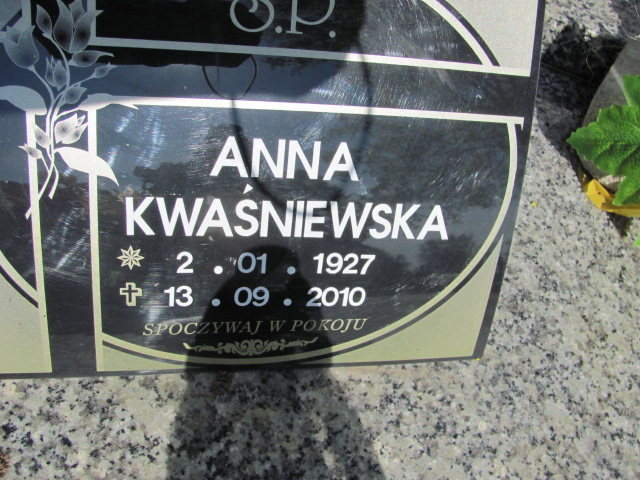 Ś.P.
ANNA
KWAŚNIEWSKA
2 . 01 . 1927
13 . 09 . 2010
SPOCZYWAJ W POKOJU